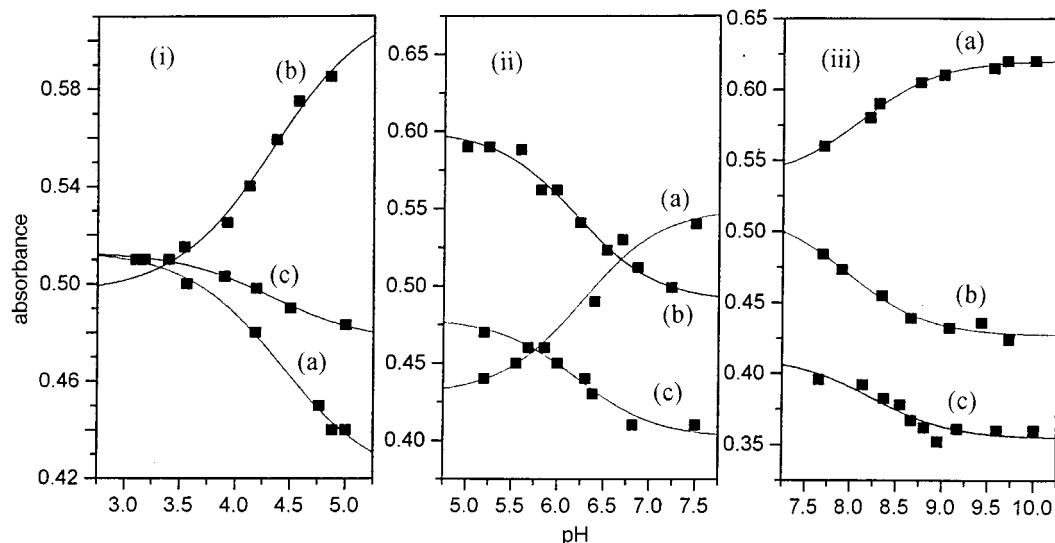 (i)
(b)
(c)
(a)
0.58
0.54
0.50
0.46
0.42
3.0 3.5 4.0 4.5 5.0
absorbance
(ii)
(a)
(b)
(c)
0.65
0.60
0.55
0.50
0.45
0.40
5.0 5.5 6.0 6.5 7.0 7.5
pH
(iii)
(a)
(b)
(c)
0.65
0.60
0.55
0.50
0.45
0.40
0.35
7.5 8.0 8.5 9.0 9.5 10.0